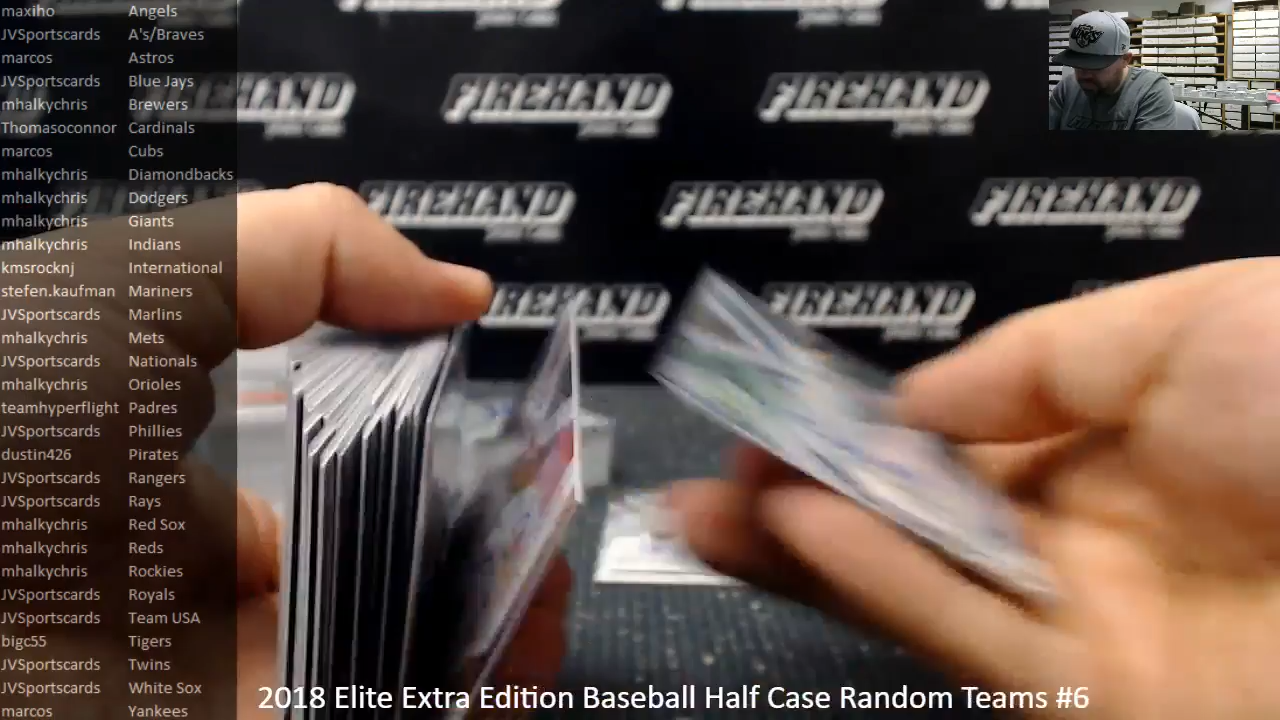 maxiho Angels
JVSportscards A's/Braves
marcos Astros
JVSportscards Blue Jays
mhalkychris Brewers
Thomasoconnor Cardinals
marcos Cubs
mhalkychris Diamondbacks
mhalkychris Dodgers
mhalkychris Giants
mhalkychris Indians
kmsrocknj International
stefen.kaufman Mariners
JVSportscards Marlins
mhalkychris Mets
JVSportscards Nationals
mhalkychris Orioles
teamhyperflight Padres
JVSportscards Phillies
dustin426 Pirates
JVSportscards Rangers
JVSportscards Rays
mhalkychris Red Sox
mhalkychris Reds
mhalkychris Rockies
JVSportscards Royals
JVSportscards Team USA
bigc55 Tigers
JVSportscards Twins
JVSportscards White Sox
marcos Yankees
FIREHAND FIREHAND FIREHAND
FIREHAND FIREHAND FIREHAND
FIREHAND FIREHAND
2018 Elite Extra Edition Baseball Half Case Random Teams #6